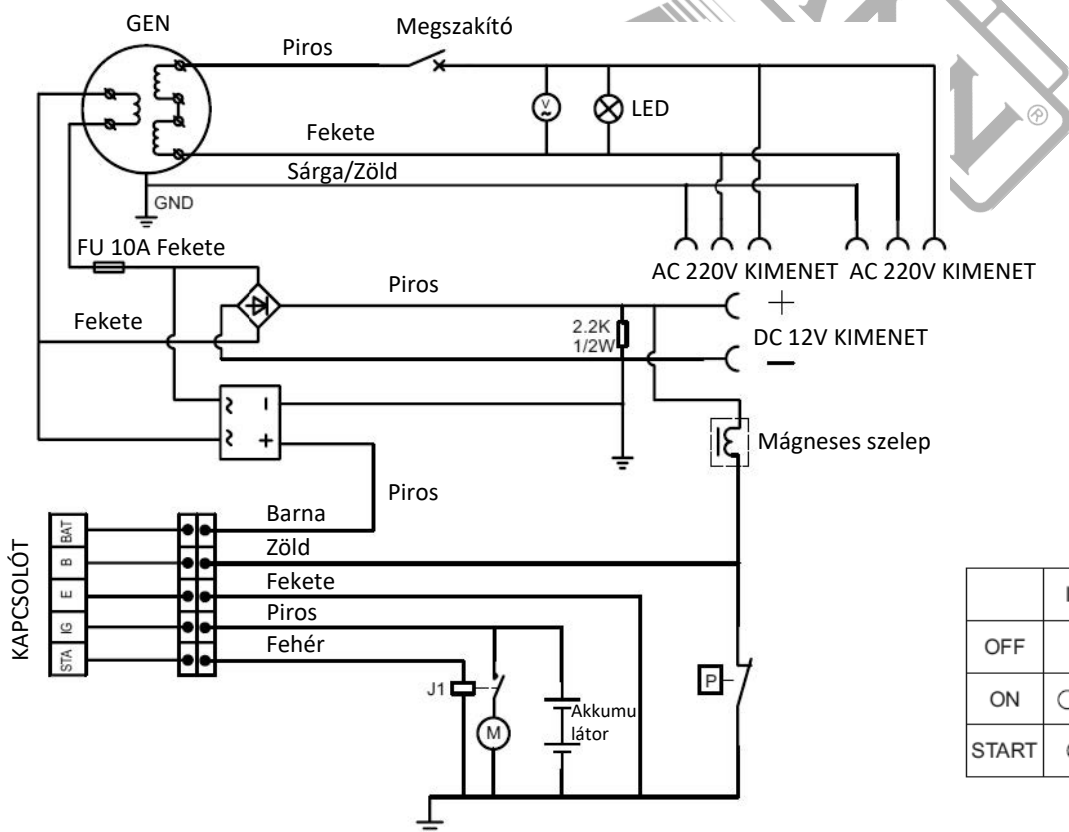 GEN
Megszakító
Piros
V
LED
Fekete
Sárga/Zöld
GND
FU 10A Fekete
AC 220V KIMENET
AC 220V KIMENET
Piros
+
Fekete
2.2K
1/2W
DC 12V KIMENET
−
~ −
~ +
Mágneses szelep
Piros
KAPCSOLÓT
BAT
Barna
B
Zöld
E
Fekete
IG
Piros
STA
Fehér
J1
M
Akkumu
látor
P
OFF
ON
START
V
®